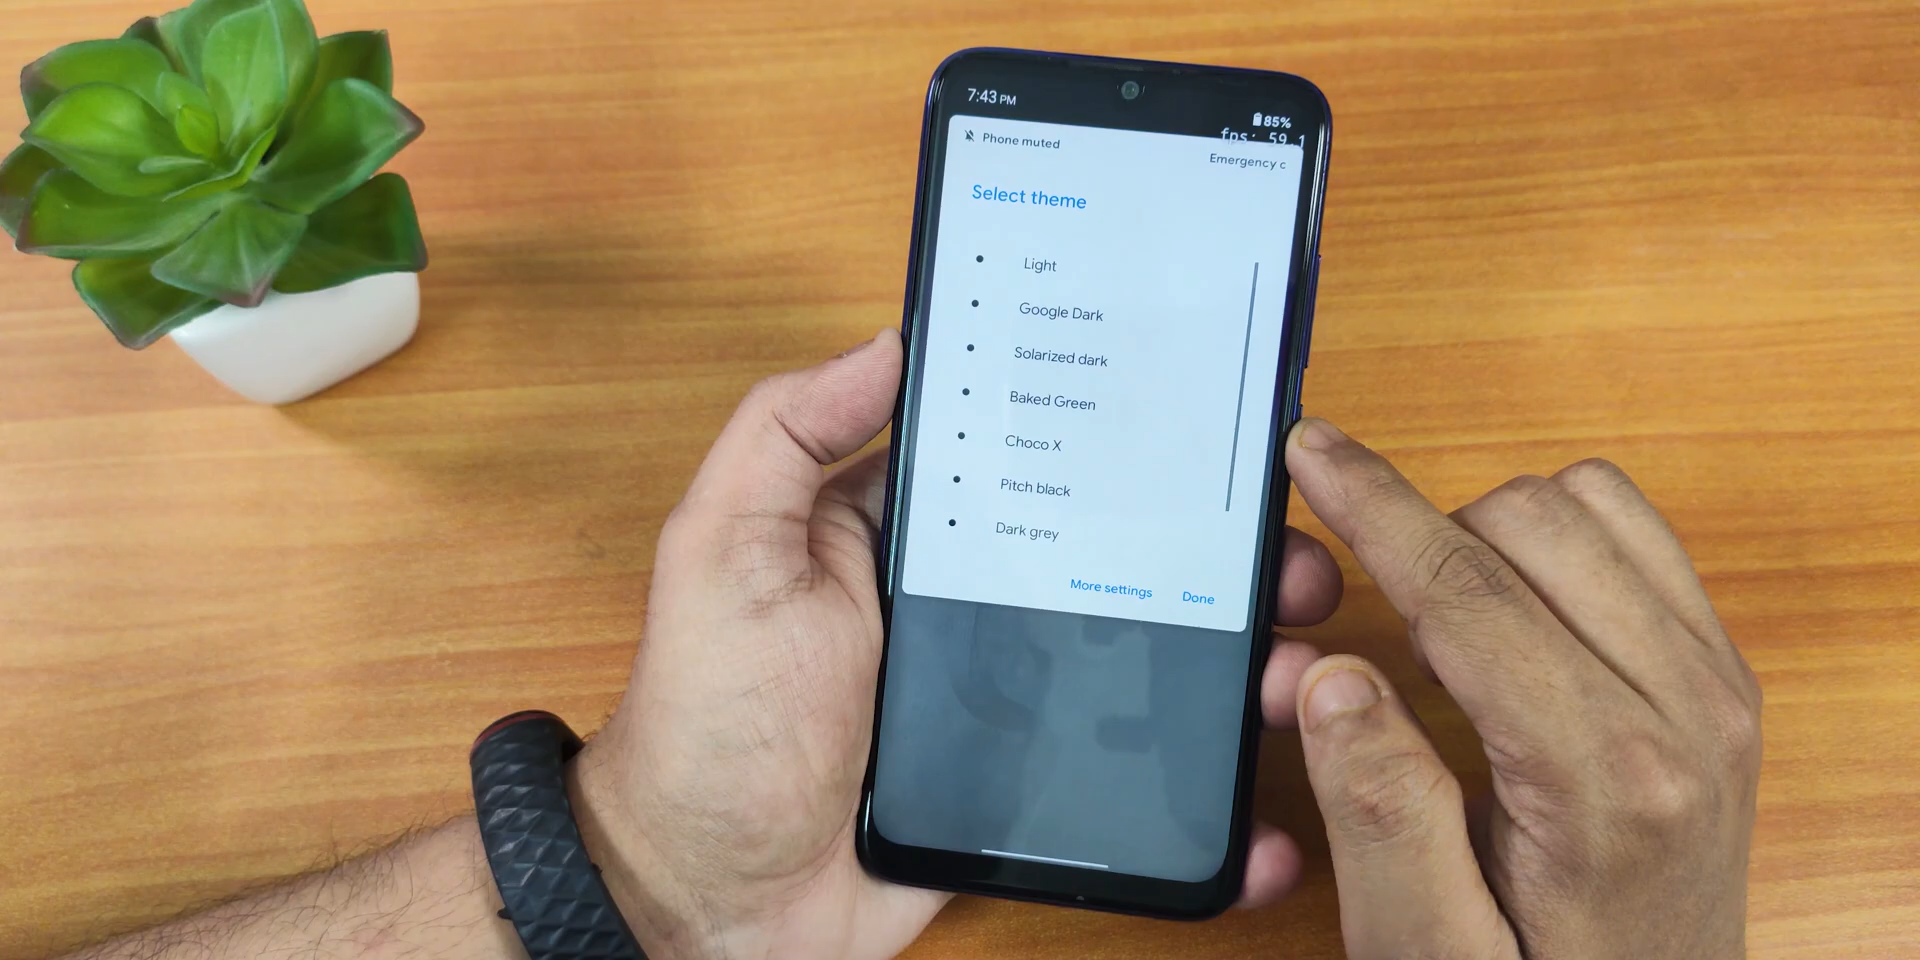 7:43 PM
85%
fps: 59.1
Phone muted
Emergency c
Select theme
Light
Google Dark
Solarized dark
Baked Green
Choco X
Pitch black
Dark grey
More settings
Done